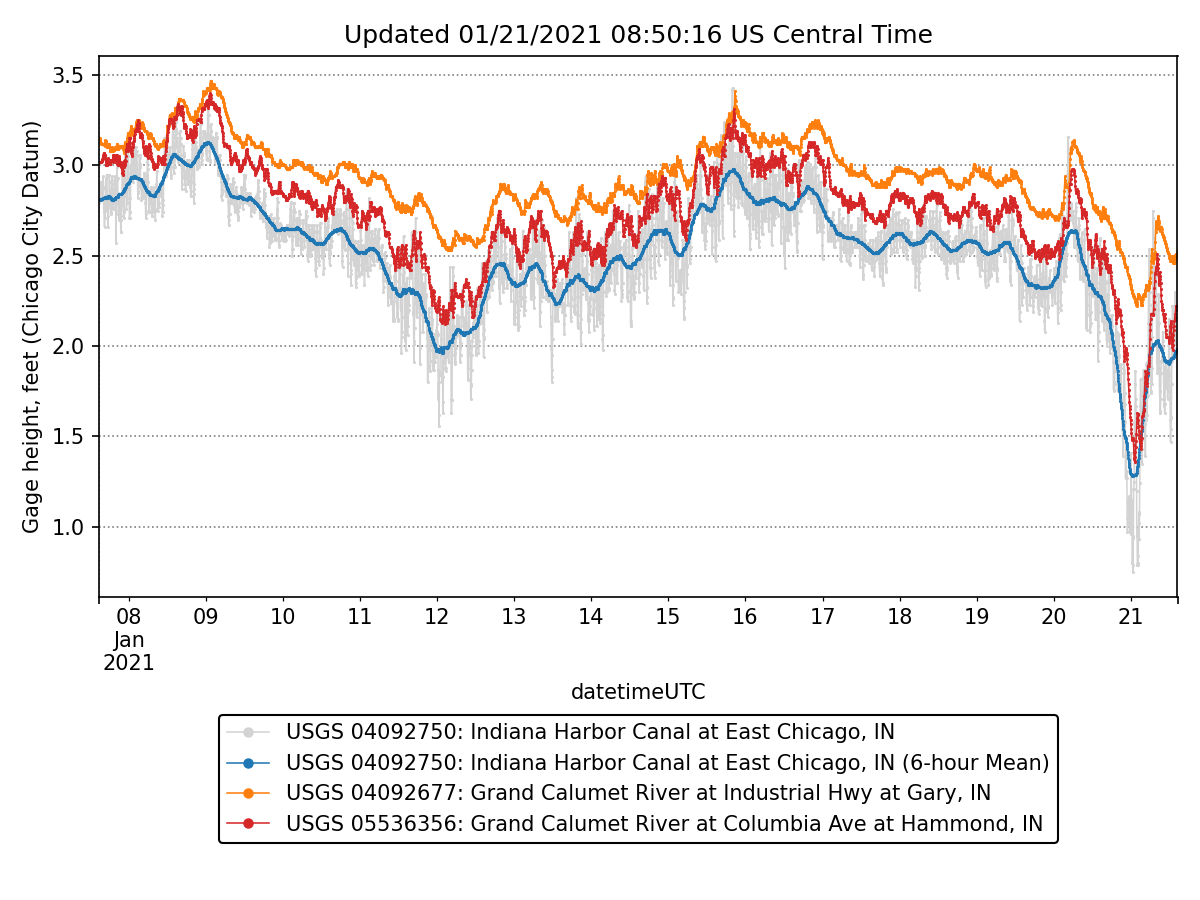 Updated 01/21/2021 08:50:16 US Central Time
Gage height, feet (Chicago City Datum)
3.5
3.0
2.5
2.0
1.5
1.0
08 09 10 11 12 13 14 15 16 17 18 19 20 21
Jan
2021
datetimeUTC
USGS 04092750: Indiana Harbor Canal at East Chicago, IN
USGS 04092750: Indiana Harbor Canal at East Chicago, IN (6-hour Mean)
USGS 04092677: Grand Calumet River at Industrial Hwy at Gary, IN
USGS 05536356: Grand Calumet River at Columbia Ave at Hammond, IN